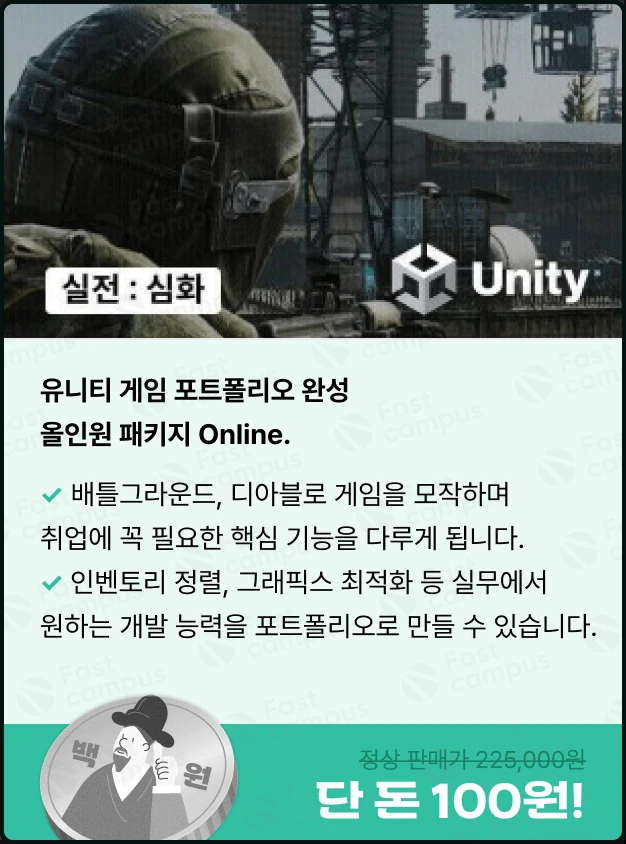 실전 : 심화
Unity
유니티 게임 포트폴리오 완성
올인원 패키지 Online.
✓ 배틀그라운드, 디아블로 게임을 모작하며
취업에 꼭 필요한 핵심 기능을 다루게 됩니다.
✓ 인벤토리 정렬, 그래픽스 최적화 등 실무에서
원하는 개발 능력을 포트폴리오로 만들 수 있습니다.
Fast campus
백 원
정상 판매가 225,000원
단 돈 100원!